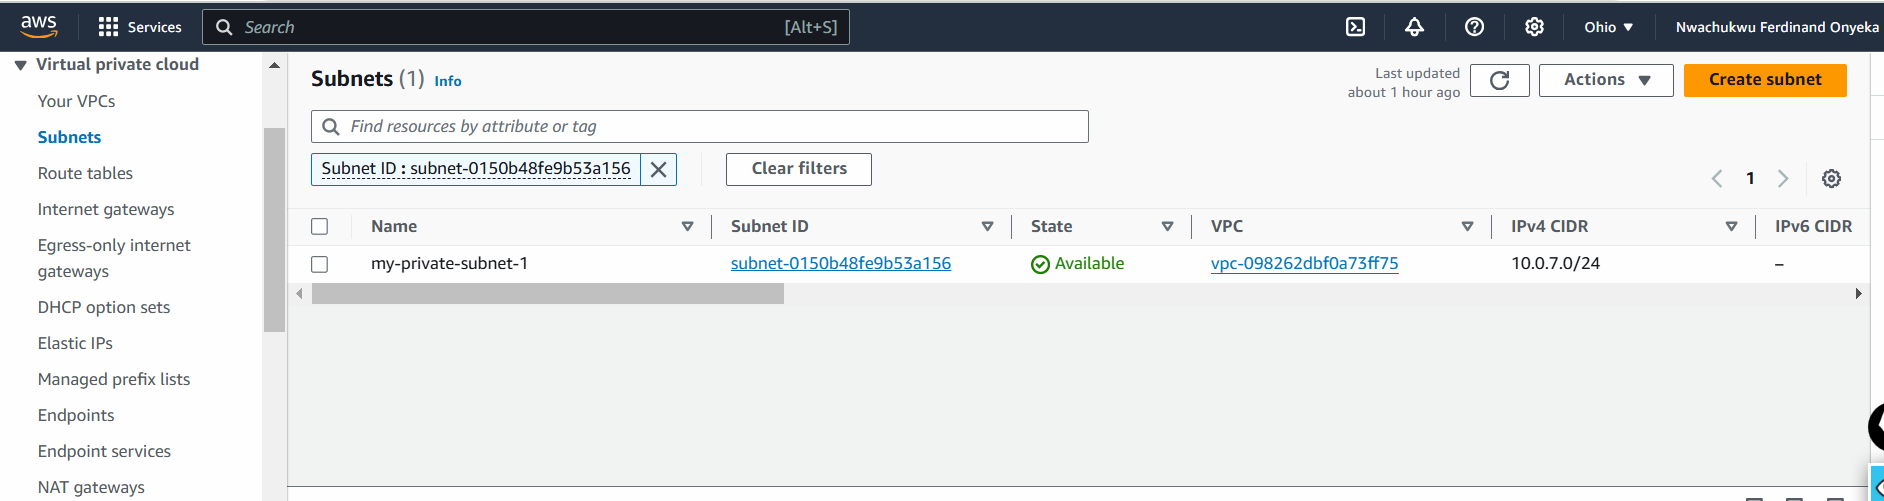 aws
Services
Search
[Alt+S]
Ohio
Nwachukwu Ferdinand Onyeka
Virtual private cloud
Your VPCs
Subnets
Route tables
Internet gateways
Egress-only internet
gateways
DHCP option sets
Elastic IPs
Managed prefix lists
Endpoints
Endpoint services
NAT gateways
Subnets (1) Info
Last updated
about 1 hour ago
Actions
Create subnet
Find resources by attribute or tag
Subnet ID : subnet-0150b48fe9b53a156
Clear filters
1
Name Subnet ID State VPC IPv4 CIDR IPv6 CIDR
my-private-subnet-1 subnet-0150b48fe9b53a156 Available vpc-098262dbf0a73ff75 10.0.7.0/24 –